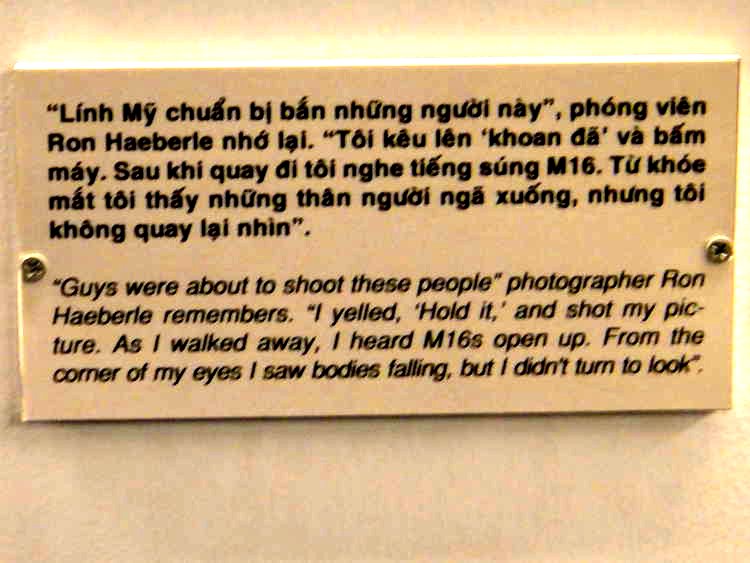 “Lính Mỹ chuẩn bị bắn những người này”, phóng viên
Ron Haeberle nhớ lại. “Tôi kêu lên ‘khoan đã’ và bấm
máy. Sau khi quay đi tôi nghe tiếng súng M16. Từ khóe
mắt tôi thấy những thân người ngã xuống, nhưng tôi
không quay lại nhìn”.
“Guys were about to shoot these people” photographer Ron
Haeberle remembers. “I yelled, ‘Hold it,’ and shot my pic-
ture. As I walked away, I heard M16s open up. From the
corner of my eyes I saw bodies falling, but I didn't turn to look”.